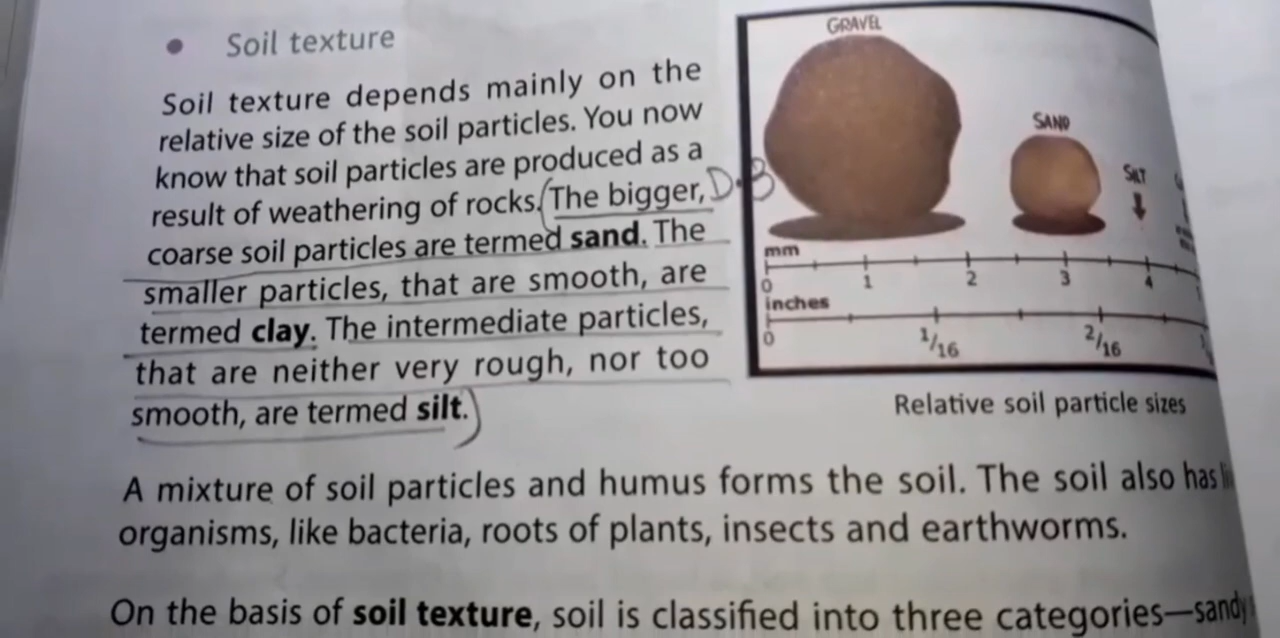 • Soil texture
Soil texture depends mainly on the
relative size of the soil particles. You now
know that soil particles are produced as a
result of weathering of rocks. (The bigger,
coarse soil particles are termed sand. The
smaller particles, that are smooth, are
termed clay. The intermediate particles,
that are neither very rough, nor too
smooth, are termed silt.)
D-B
GRAVEL
SAND
SILT
mm
0 1 2 3 4
inches
0 1/16 2/16
Relative soil particle sizes
A mixture of soil particles and humus forms the soil. The soil also has
organisms, like bacteria, roots of plants, insects and earthworms.
On the basis of soil texture, soil is classified into three categories—sandy